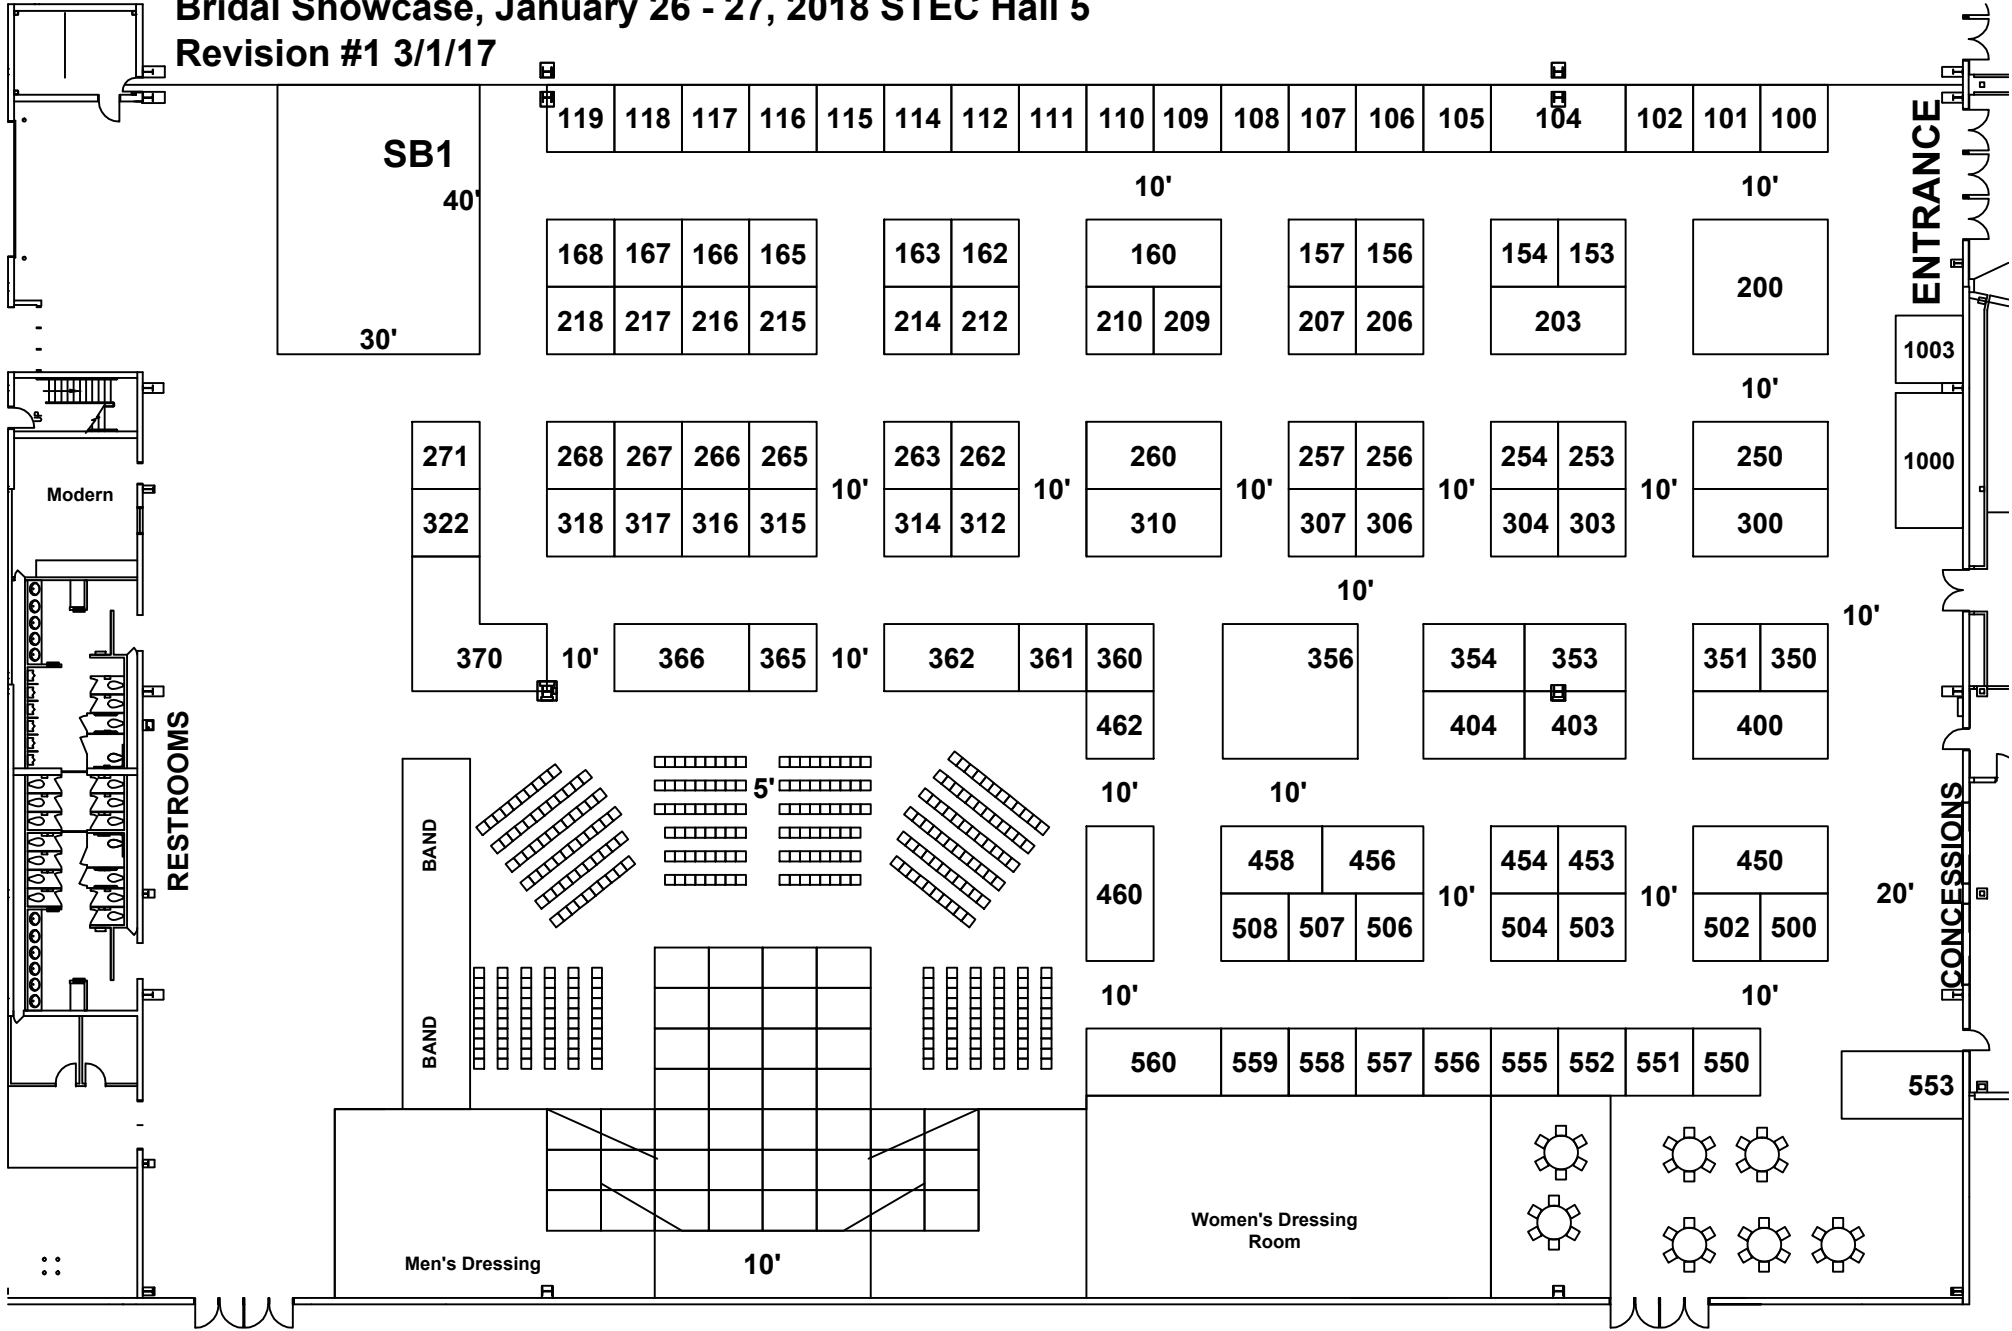 Bridal Showcase, January 26 - 27, 2018 STEC Hall 5
Revision #1 3/1/17
119 118 117 116 115 114 112 111 110 109 108 107 106 105 104 102 101 100
SB1
40'
30'
10' 10'
ENTRANCE
168 167 166 165 163 162 160 157 156 154 153
200
218 217 216 215 214 212 210 209 207 206 203
1003
10'
271 268 267 266 265 263 262 260 257 256 254 253 250
1000
UP
Modern
10' 10' 10' 10' 10'
322 318 317 316 315 314 312 310 307 306 304 303 300
10'
10'
370 10' 366 365 10' 362 361 360 356 354 353 351 350
462 404 403 400
RESTROOMS
5'
10' 10'
BAND
458 456 454 453 450
460 10' 10' 20'
CONCESSIONS
508 507 506 504 503 502 500
10' 10'
BAND
560 559 558 557 556 555 552 551 550
553
Women's Dressing
Room
Men's Dressing
10'